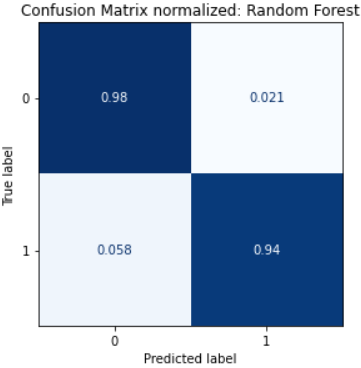 Confusion Matrix normalized: Random Forest
True label
0
0.98
0.021
1
0.058
0.94
0
1
Predicted label